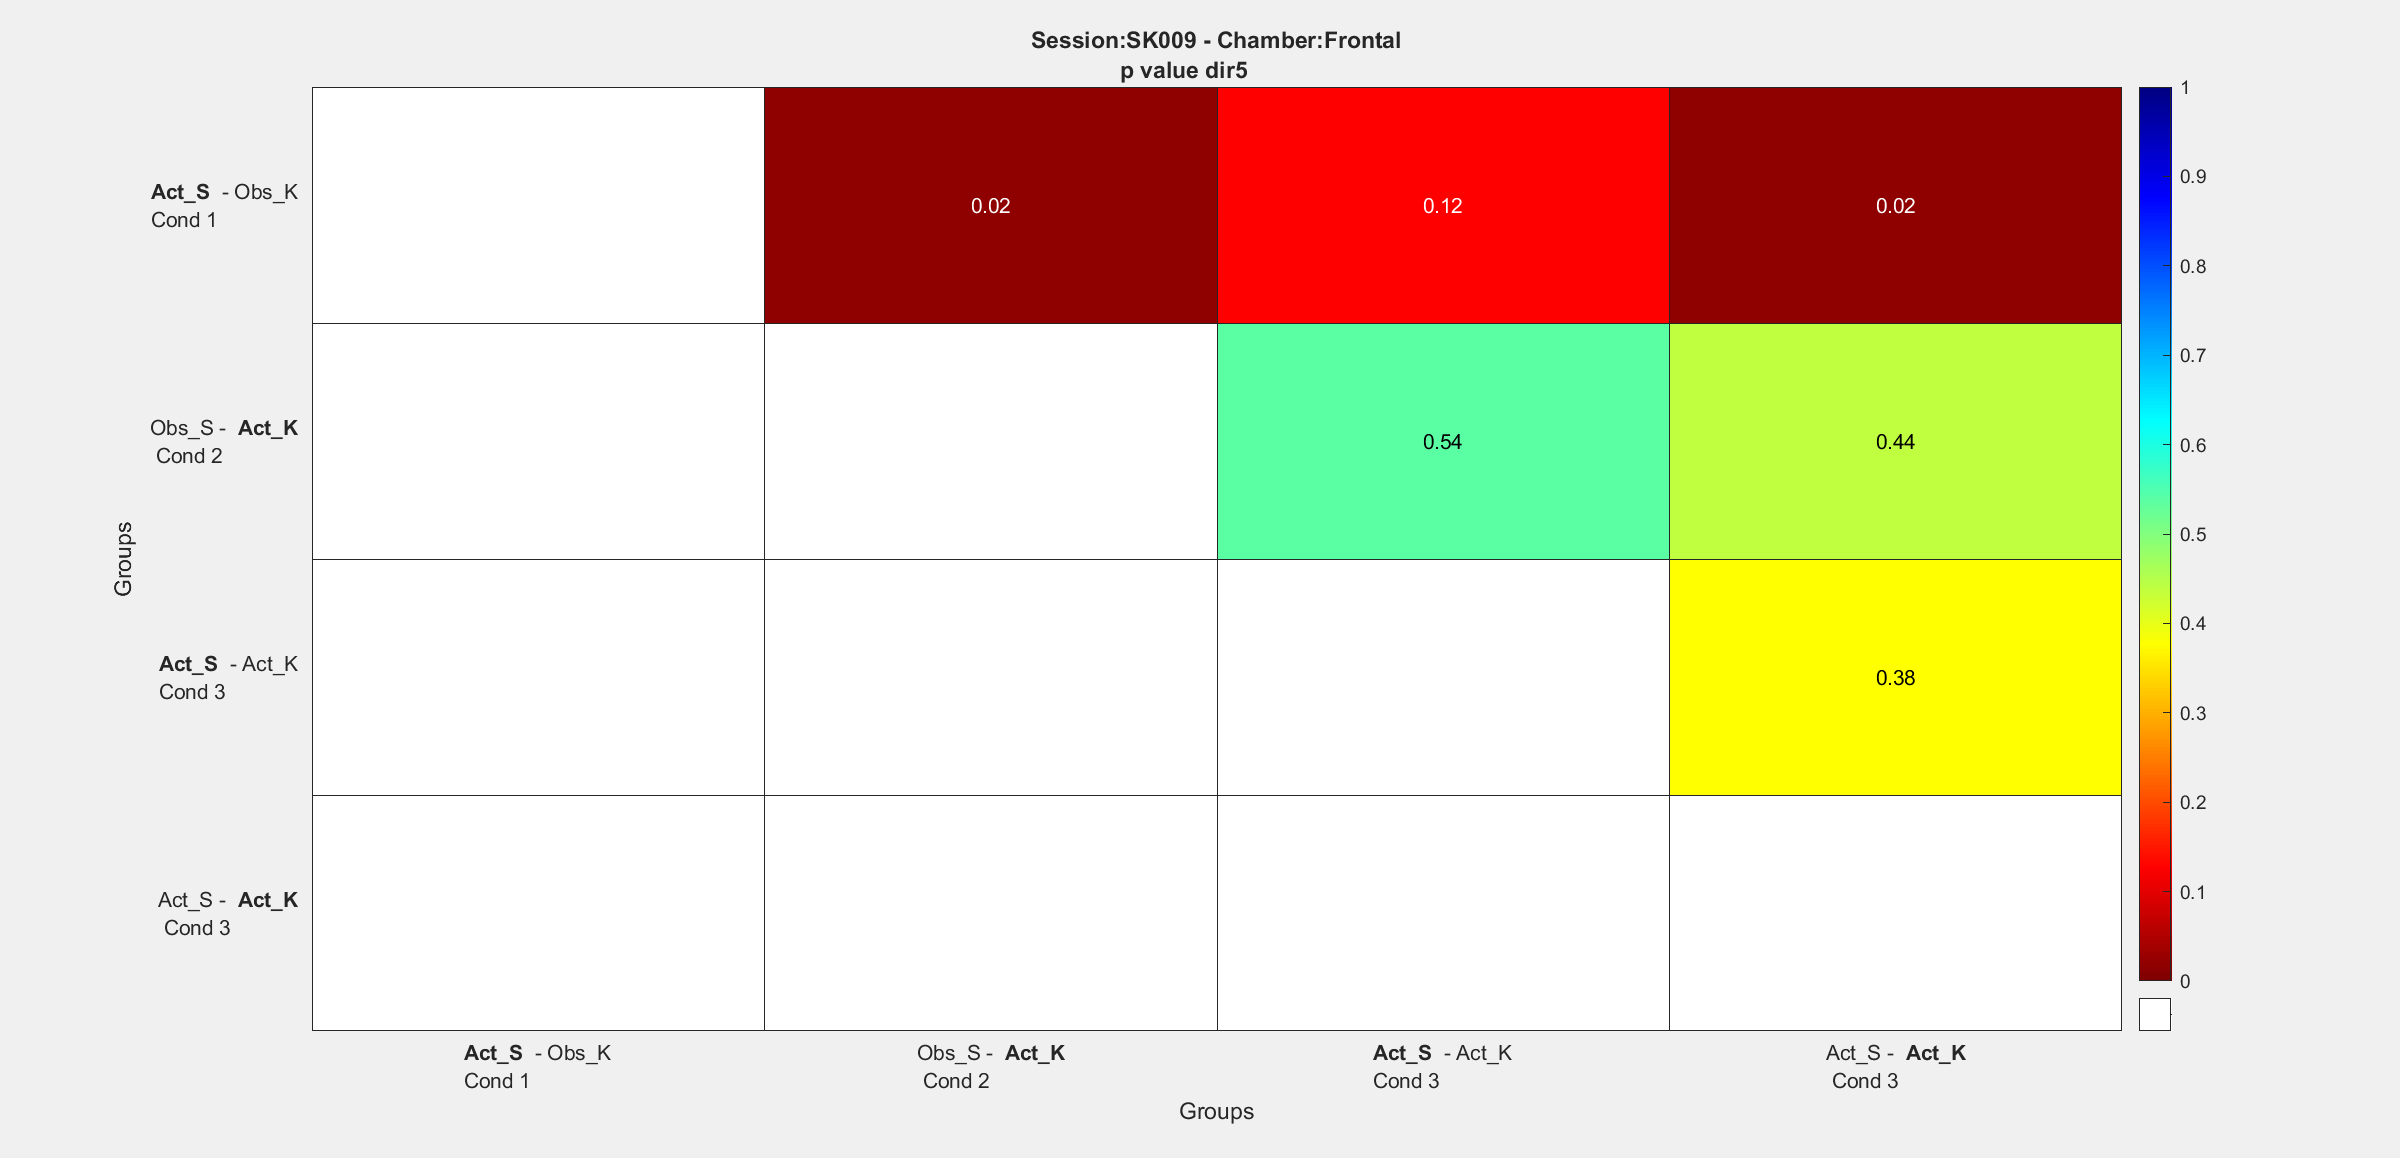 Session:SK009 - Chamber:Frontal
p value dir5
Act_S - Obs_K
Cond 1
0.02
0.12
0.02
Obs_S - Act_K
Cond 2
0.54
0.44
Act_S - Act_K
Cond 3
0.38
Act_S - Act_K
Cond 3
Groups
Act_S - Obs_K
Cond 1
Obs_S - Act_K
Cond 2
Act_S - Act_K
Cond 3
Act_S - Act_K
Cond 3
Groups
1
0.9
0.8
0.7
0.6
0.5
0.4
0.3
0.2
0.1
0